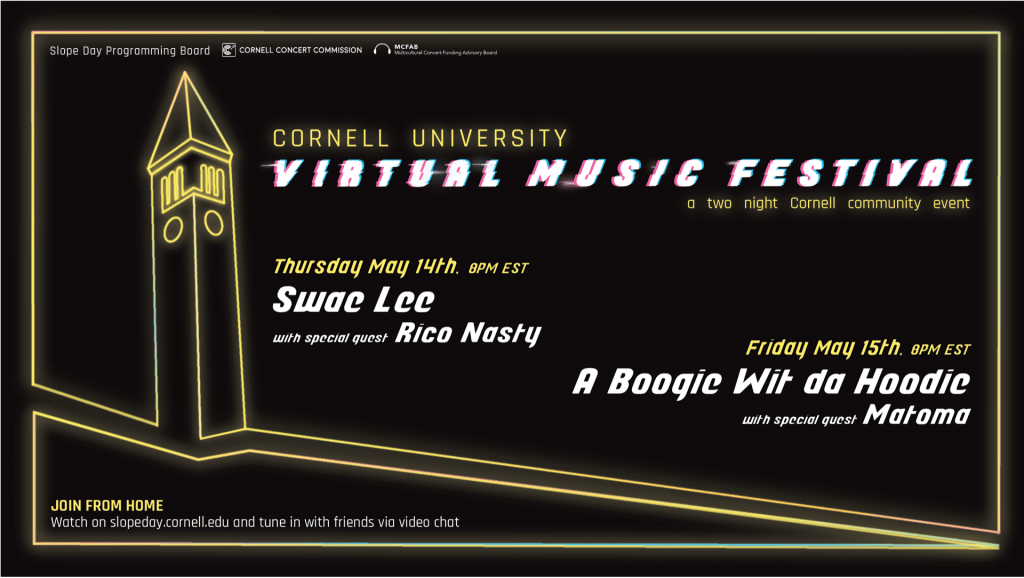 Slope Day Programming Board CORNELL CONCERT COMMISSION MCFAB
Multicultural Concert Funding Advisory Board
CORNELL UNIVERSITY
VIRTUAL MUSIC FESTIVAL
a two night Cornell community event
Thursday May 14th. 8PM EST
Swae Lee
with special guest Rico Nasty
Friday May 15th. 8PM EST
A Boogie Wit da Hoodie
with special guest Matoma
JOIN FROM HOME
Watch on slopeday.cornell.edu and tune in with friends via video chat